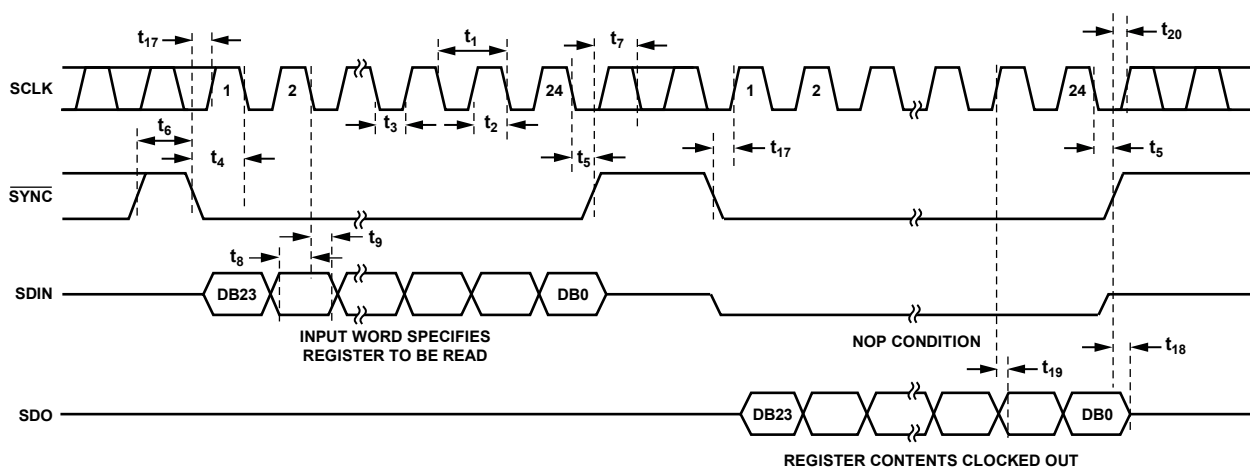 t17
t1
t7
t20
SCLK
1
2
24
1
2
24
t6
t3
t2
t4
t5
t17
t5
SYNC
t9
t8
SDIN
DB23
DB0
INPUT WORD SPECIFIES
REGISTER TO BE READ
NOP CONDITION
t18
t19
SDO
DB23
DB0
REGISTER CONTENTS CLOCKED OUT